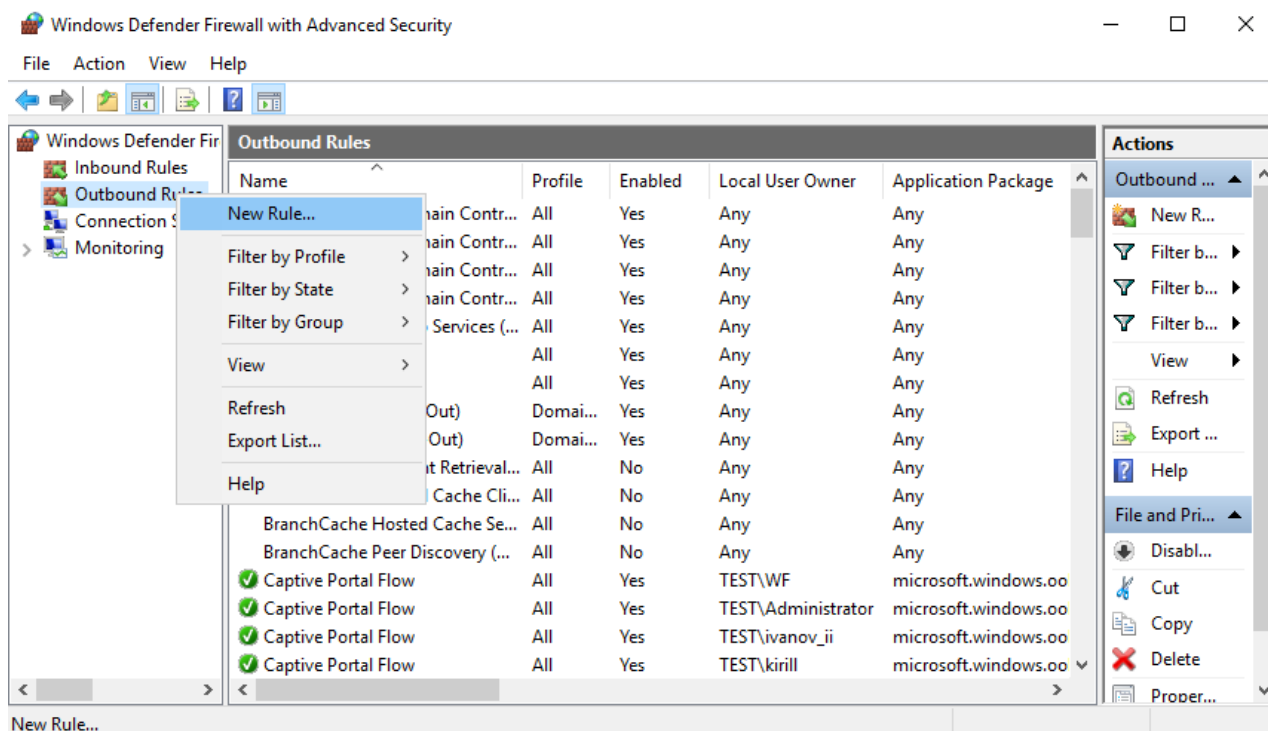 Windows Defender Firewall with Advanced Security
File Action View Help
Windows Defender Fir
Inbound Rules
Outbound Rules
Connection S
Monitoring
New Rule...
Filter by Profile
Filter by State
Filter by Group
View
Refresh
Export List...
Help
Outbound Rules
Name Profile Enabled Local User Owner Application Package
ain Contr... All Yes Any Any
ain Contr... All Yes Any Any
ain Contr... All Yes Any Any
ain Contr... All Yes Any Any
Services (... All Yes Any Any
All Yes Any Any
All Yes Any Any
Out) Domai... Yes Any Any
Out) Domai... Yes Any Any
t Retrieval... All No Any Any
Cache Cli... All No Any Any
BranchCache Hosted Cache Se... All No Any Any
BranchCache Peer Discovery (... All No Any Any
Captive Portal Flow All Yes TEST\WF microsoft.windows.oo
Captive Portal Flow All Yes TEST\Administrator microsoft.windows.oo
Captive Portal Flow All Yes TEST\ivanov_ii microsoft.windows.oo
Captive Portal Flow All Yes TEST\kirill microsoft.windows.oo
Actions
Outbound ...
New R...
Filter b...
Filter b...
Filter b...
View
Refresh
Export ...
Help
File and Pri...
Disabl...
Cut
Copy
Delete
Proper...
New Rule...